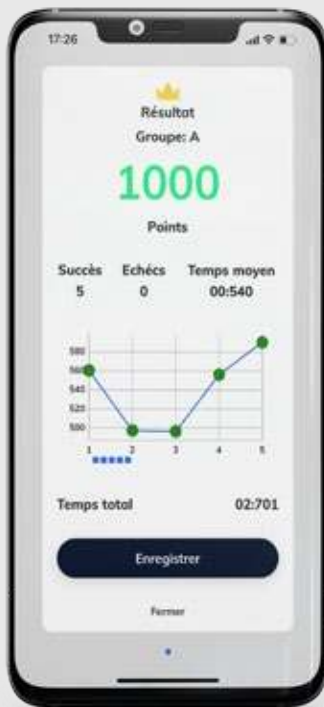 17:26
Résultat
Groupe: A
1000
Points
Succès Echécs Temps moyen
5 0 00:540
580
560
540
520
500
1 2 3 4 5
Temps total 02:701
Enregistrer
Fermer